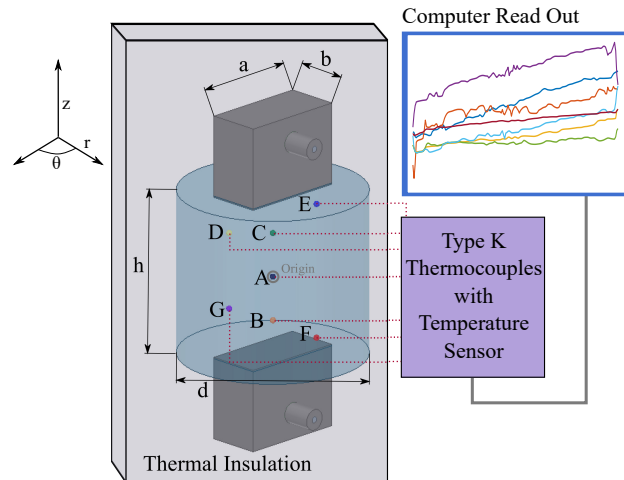 Computer Read Out
a
b
z
r
θ
E
D
C
h
A
Origin
G
B
F
d
Type K
Thermocouples
with
Temperature
Sensor
Thermal Insulation